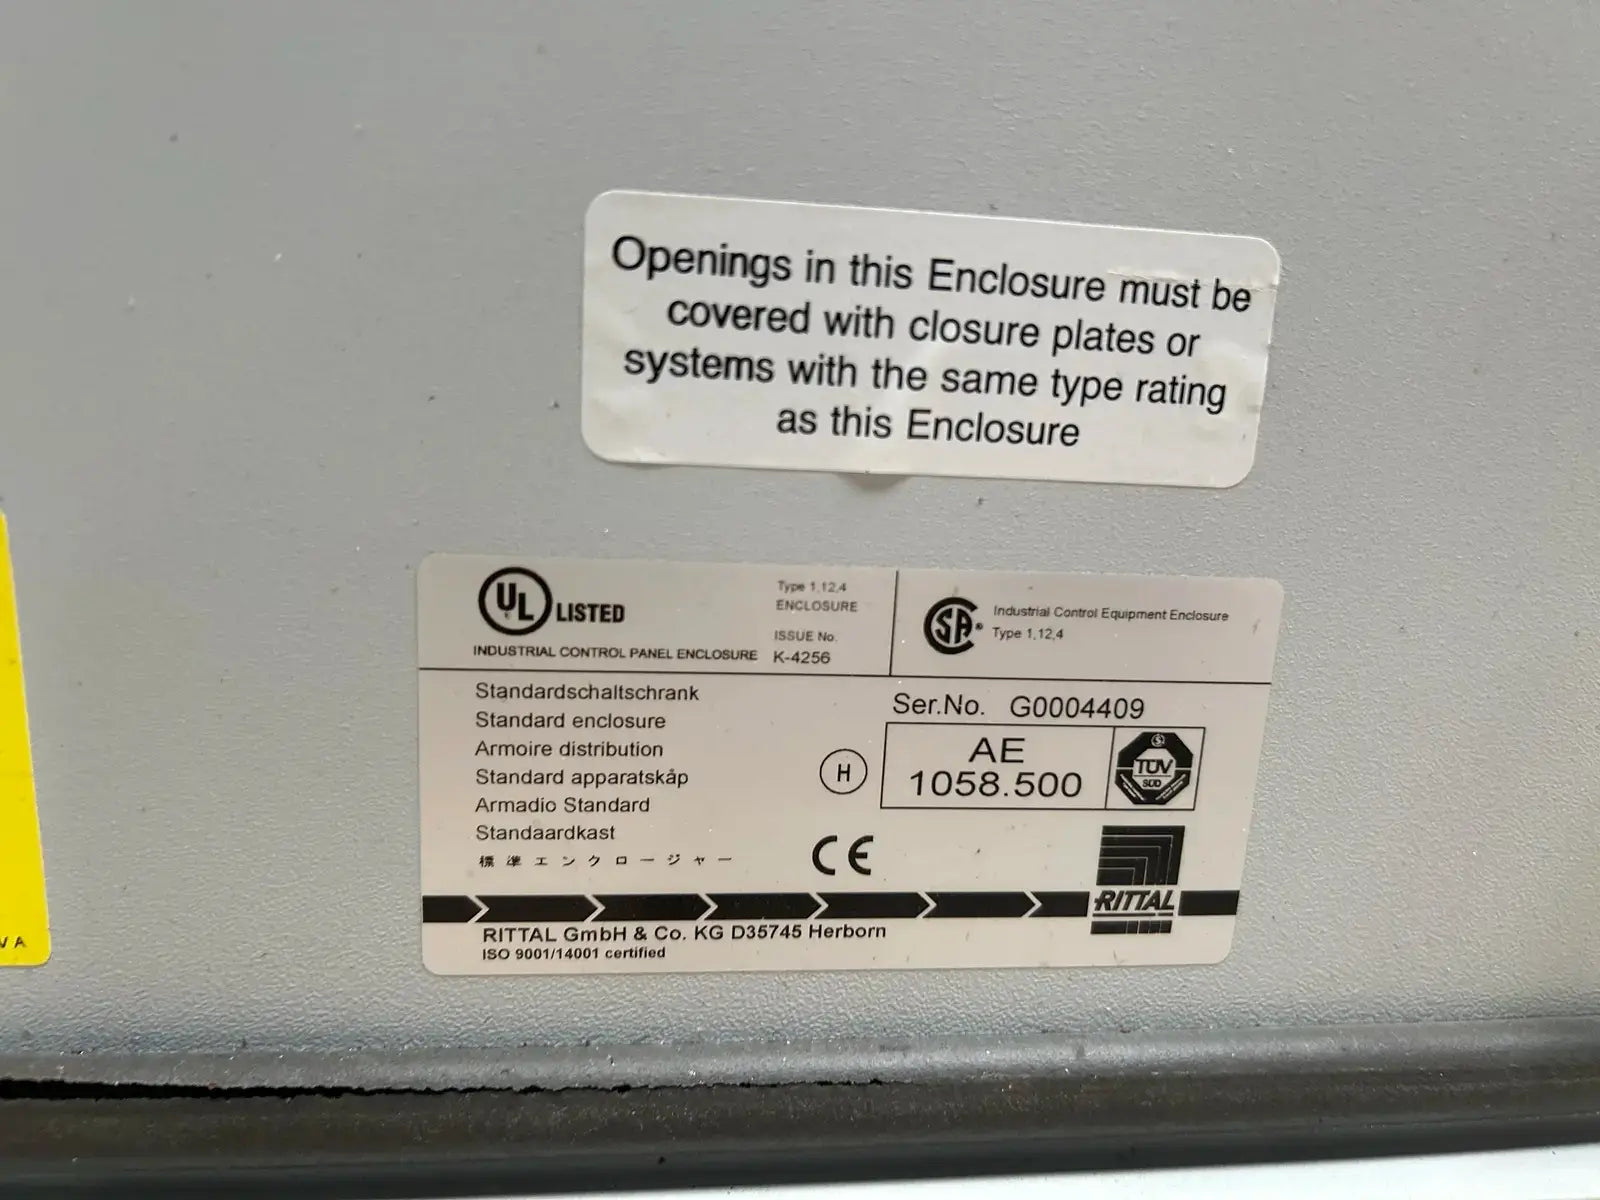 Openings in this Enclosure must be
covered with closure plates or
systems with the same type rating
as this Enclosure
UL LISTED
INDUSTRIAL CONTROL PANEL ENCLOSURE
Type 1,12,4
ENCLOSURE
ISSUE No.
K-4256
CSA®
Industrial Control Equipment Enclosure
Type 1,12,4
Standardschaltschrank
Standard enclosure
Armoire distribution
Standard apparatskåp
Armadio Standard
Standaardkast
標準エンクロージャー
Ser.No. G0004409
H
AE
1058.500
TÜV
SÜD
CE
RITTAL
RITTAL GmbH & Co. KG D35745 Herborn
ISO 9001/14001 certified